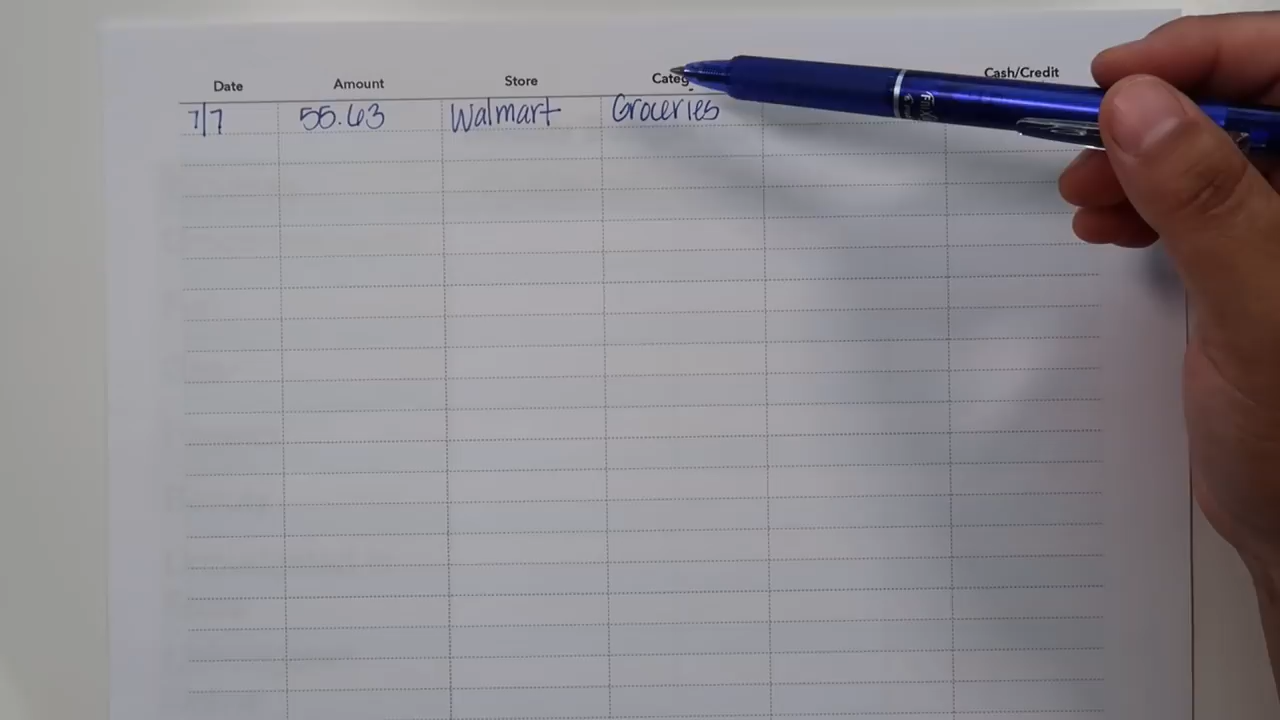 Date Amount Store Categ Cash/Credit
7/7 55.63 Walmart Groceries